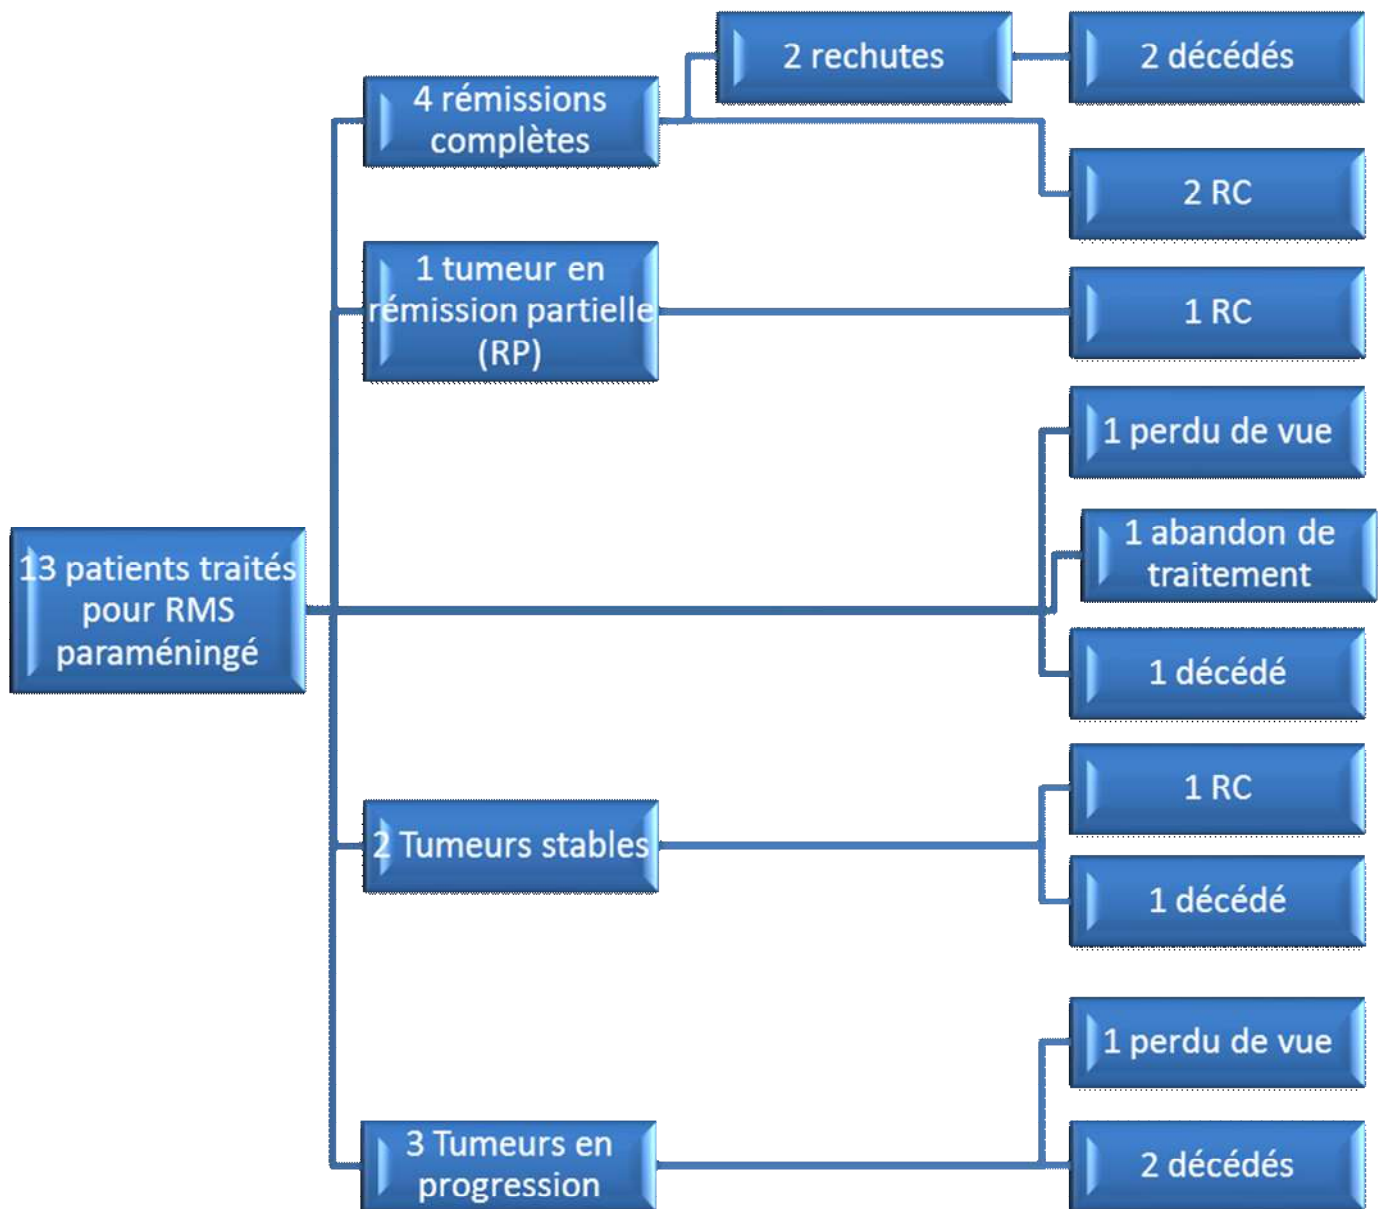 2 rechutes
2 décédés
4 rémissions
complètes
2 RC
1 tumeur en
rémission partielle
(RP)
1 RC
1 perdu de vue
13 patients traités
pour RMS
paraméningé
1 abandon de
traitement
1 décédé
2 Tumeurs stables
1 RC
1 décédé
1 perdu de vue
3 Tumeurs en
progression
2 décédés